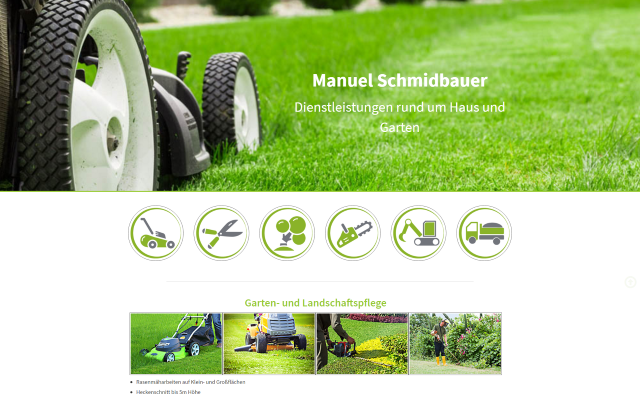 Manuel Schmidbauer
Dienstleistungen rund um Haus und
Garten
Garten- und Landschaftspflege
Rasenmäharbeiten auf Klein- und Großflächen
Heckenschnitt bis 5m Höhe